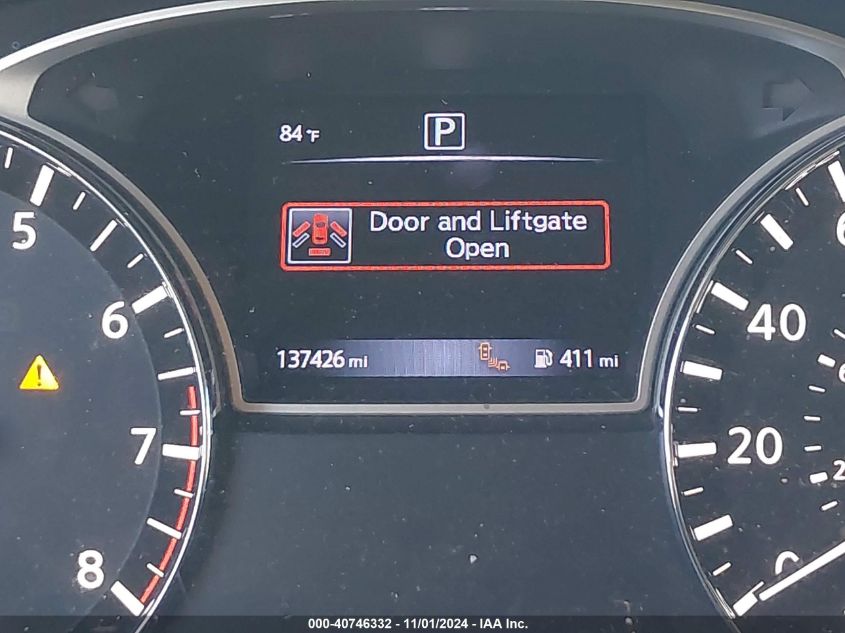 84°F
P
Door and Liftgate
Open
137426 mi
411 mi
5
6
7
8
40
20
0
000-40746332 - 11/01/2024 - IAA Inc.